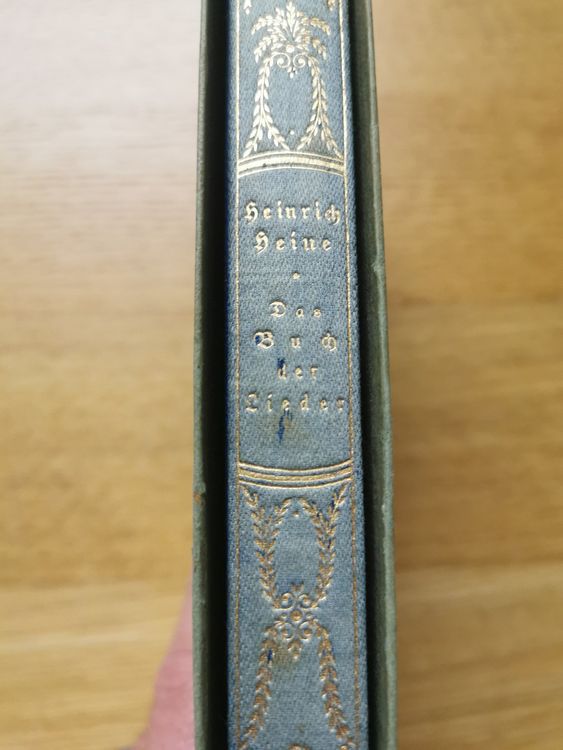 Heinrich
Heine
*
Das
Buch
der
Lieder